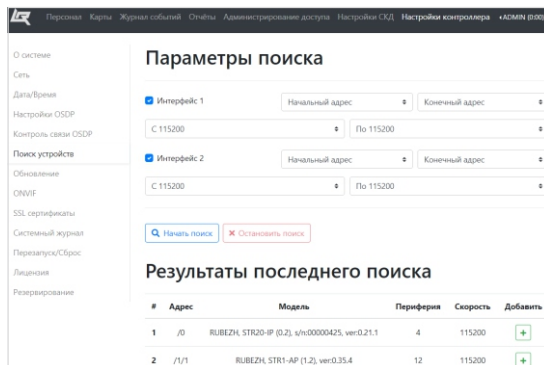 Персонал Карты Журнал событий Отчёты Администрирование доступа Настройки СКД Настройки контроллера ADMIN (0:00)
О системе
Сеть
Дата/Время
Настройки OSDP
Контроль связи OSDP
Поиск устройств
Обновление
ONVIF
SSL сертификаты
Системный журнал
Перезапуск/Сброс
Лицензия
Резервирование
Параметры поиска
Интерфейс 1 Начальный адрес Конечный адрес
С 115200 По 115200
Интерфейс 2 Начальный адрес Конечный адрес
С 115200 По 115200
Начать поиск Остановить поиск
Результаты последнего поиска
# Адрес Модель Периферия Скорость Добавить
1 /0 RUBEZH, STR20-IP (0.2), s/n:00000425, ver:0.21.1 4 115200 +
2 /1/1 RUBEZH, STR1-AP (1.2), ver:0.35.4 12 115200 +